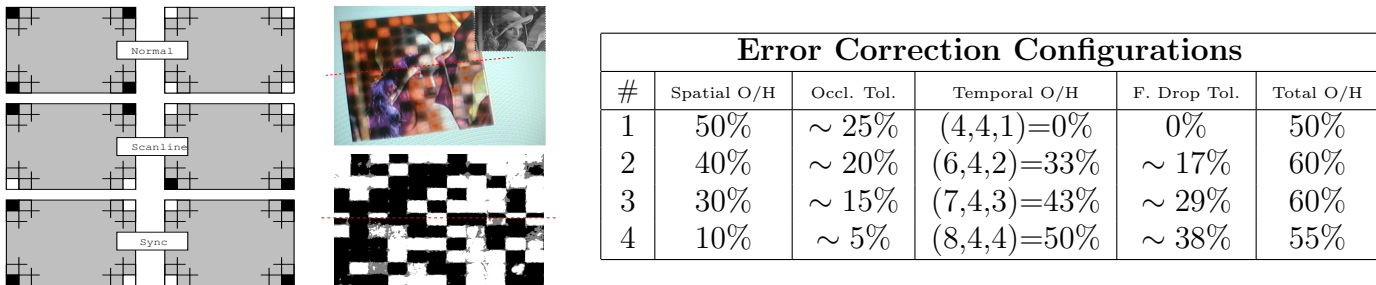 Normal
Scanline
Sync
Error Correction Configurations
# Spatial O/H Occl. Tol. Temporal O/H F. Drop Tol. Total O/H
1 50% ∼ 25% (4,4,1)=0% 0% 50%
2 40% ∼ 20% (6,4,2)=33% ∼ 17% 60%
3 30% ∼ 15% (7,4,3)=43% ∼ 29% 60%
4 10% ∼ 5% (8,4,4)=50% ∼ 38% 55%